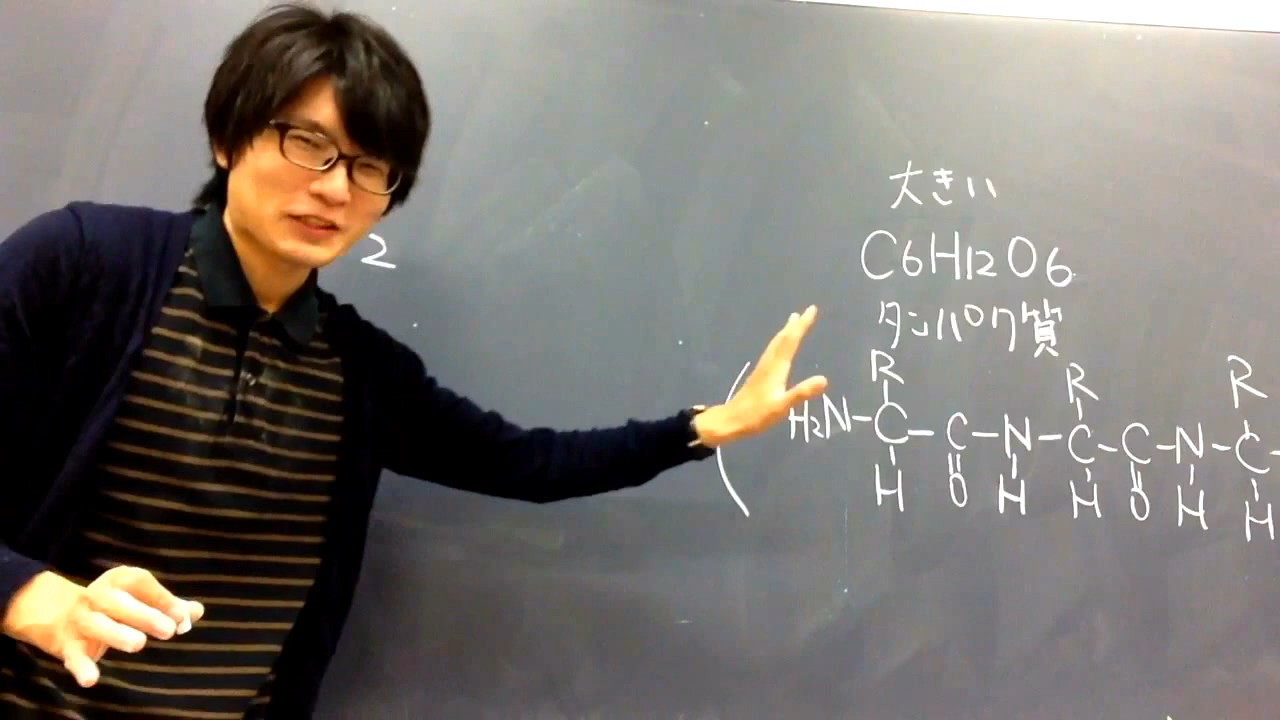 2
大きい
C6H12O6
タンパク質
R R R
( H2N-C-C-N-C-C-N-C-
H O H H O H H